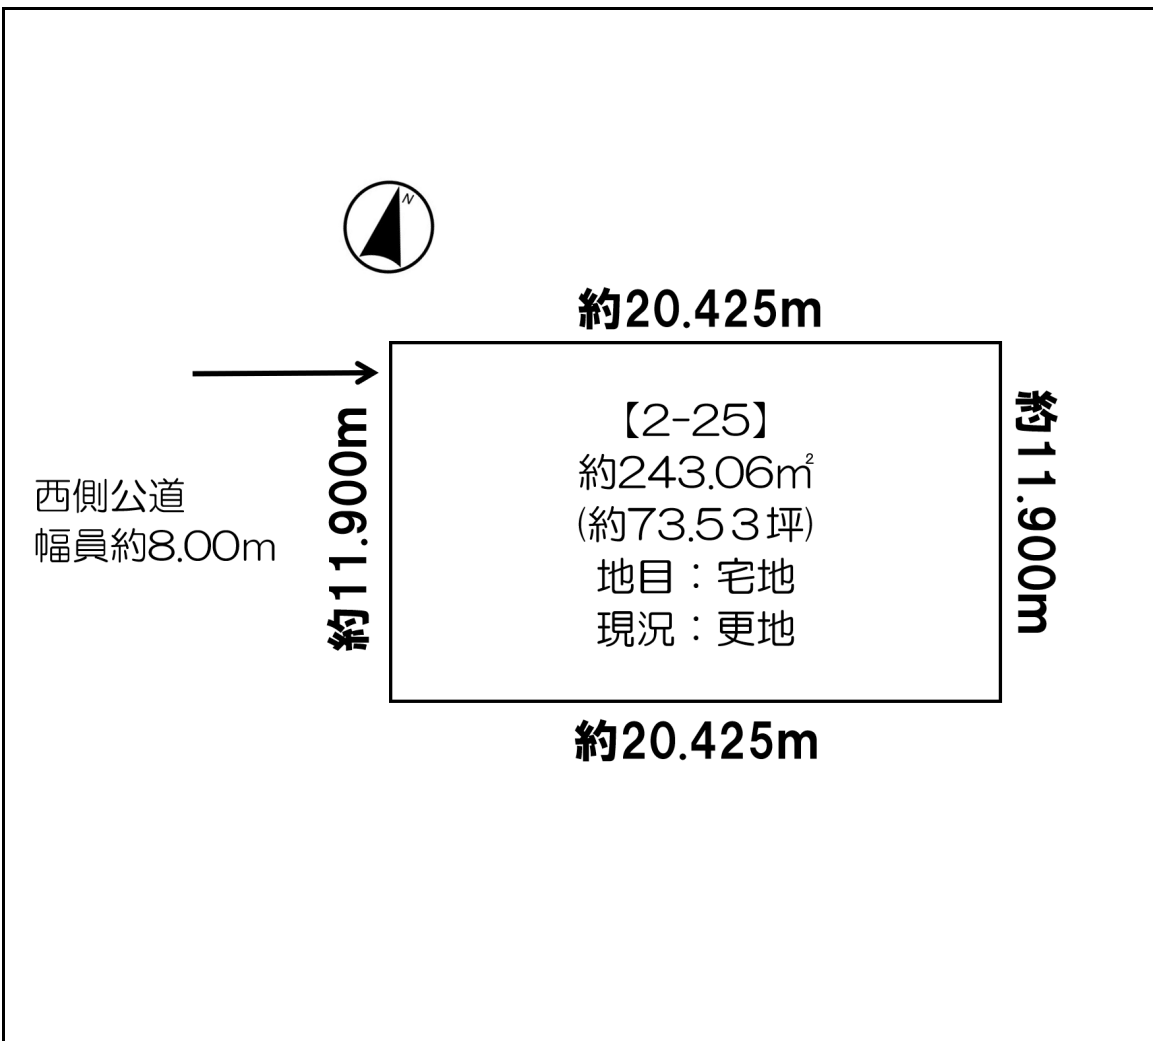 N
約20.425m
【2-25】
約243.06㎡
(約73.53坪)
地目：宅地
現況：更地
約11.900m
約11.900m
西側公道
幅員約8.00m
約20.425m